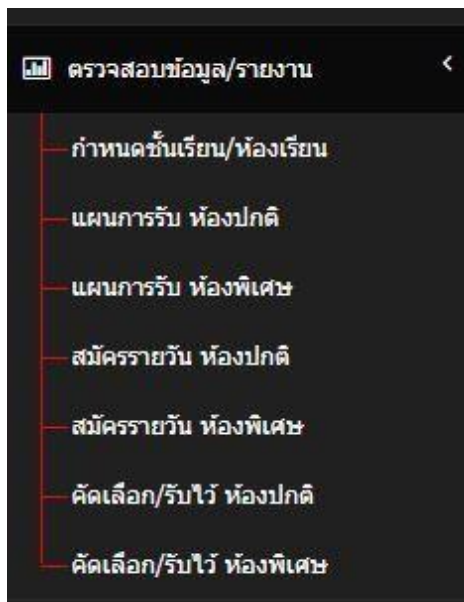 ตรวจสอบข้อมูล/รายงาน
กำหนดชั้นเรียน/ห้องเรียน
แผนการรับ ห้องปกติ
แผนการรับ ห้องพิเศษ
สมัครรายวัน ห้องปกติ
สมัครรายวัน ห้องพิเศษ
คัดเลือก/รับไว้ ห้องปกติ
คัดเลือก/รับไว้ ห้องพิเศษ